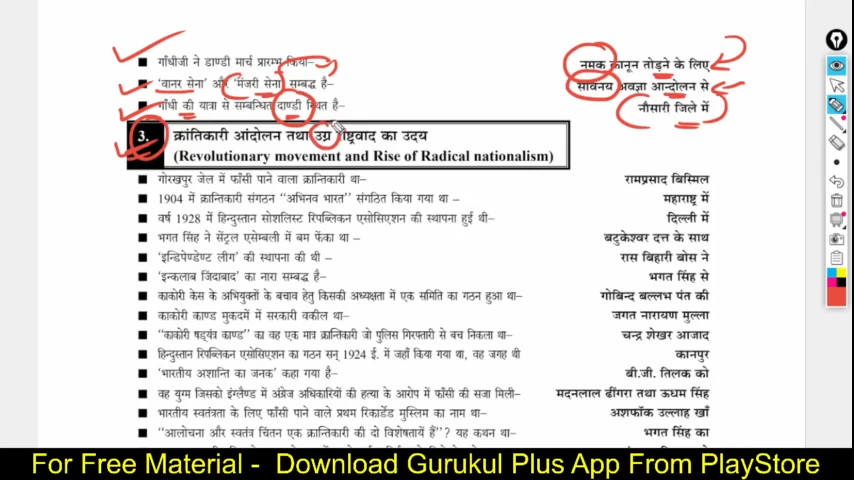 गाँधीजी ने डाण्डी मार्च प्रारम्भ किया- नमक कानून तोड़ने के लिए
'वानर सेना' और 'मंजरी सेना' सम्बद्ध है- सविनय अवज्ञा आन्दोलन से
गाँधी की यात्रा से सम्बन्धित दाण्डी स्थित है- नौसारी जिले में
3. क्रांतिकारी आंदोलन तथा उग्र राष्ट्रवाद का उदय
(Revolutionary movement and Rise of Radical nationalism)
गोरखपुर जेल में फाँसी पाने वाला क्रान्तिकारी था- रामप्रसाद बिस्मिल
1904 में क्रान्तिकारी संगठन "अभिनव भारत" संगठित किया गया था – महाराष्ट्र में
वर्ष 1928 में हिन्दुस्तान सोशलिस्ट रिपब्लिकन एसोसिएशन की स्थापना हुई थी- दिल्ली में
भगत सिंह ने सेंट्रल एसेम्बली में बम फेंका था – बटुकेश्वर दत्त के साथ
'इन्डिपेण्डेण्ट लीग' की स्थापना की थी – रास बिहारी बोस ने
'इन्कलाब जिंदाबाद' का नारा सम्बद्ध है- भगत सिंह से
काकोरी केस के अभियुक्तों के बचाव हेतु किसकी अध्यक्षता में एक समिति का गठन हुआ था- गोबिन्द बल्लभ पंत की
काकोरी काण्ड मुकदमें में सरकारी वकील था- जगत नारायण मुल्ला
"काकोरी षड्यंत्र काण्ड" का वह एक मात्र क्रान्तिकारी जो पुलिस गिरफ्तारी से बच निकला था- चन्द्र शेखर आजाद
हिन्दुस्तान रिपब्लिकन एसोसिएशन का गठन सन् 1924 ई. में जहाँ किया गया था, वह जगह थी कानपुर
'भारतीय अशान्ति का जनक' कहा गया है- बी.जी. तिलक को
वह युग्म जिसको इंग्लैण्ड में अंग्रेज अधिकारियों की हत्या के आरोप में फाँसी की सजा मिली- मदनलाल ढींगरा तथा ऊधम सिंह
भारतीय स्वतंत्रता के लिए फाँसी पाने वाले प्रथम रिकार्डेड मुस्लिम का नाम था- अशफॉक उल्लाह खाँ
"आलोचना और स्वतंत्र चिंतन एक क्रान्तिकारी की दो विशेषतायें हैं"? यह कथन था- भगत सिंह का
For Free Material - Download Gurukul Plus App From PlayStore